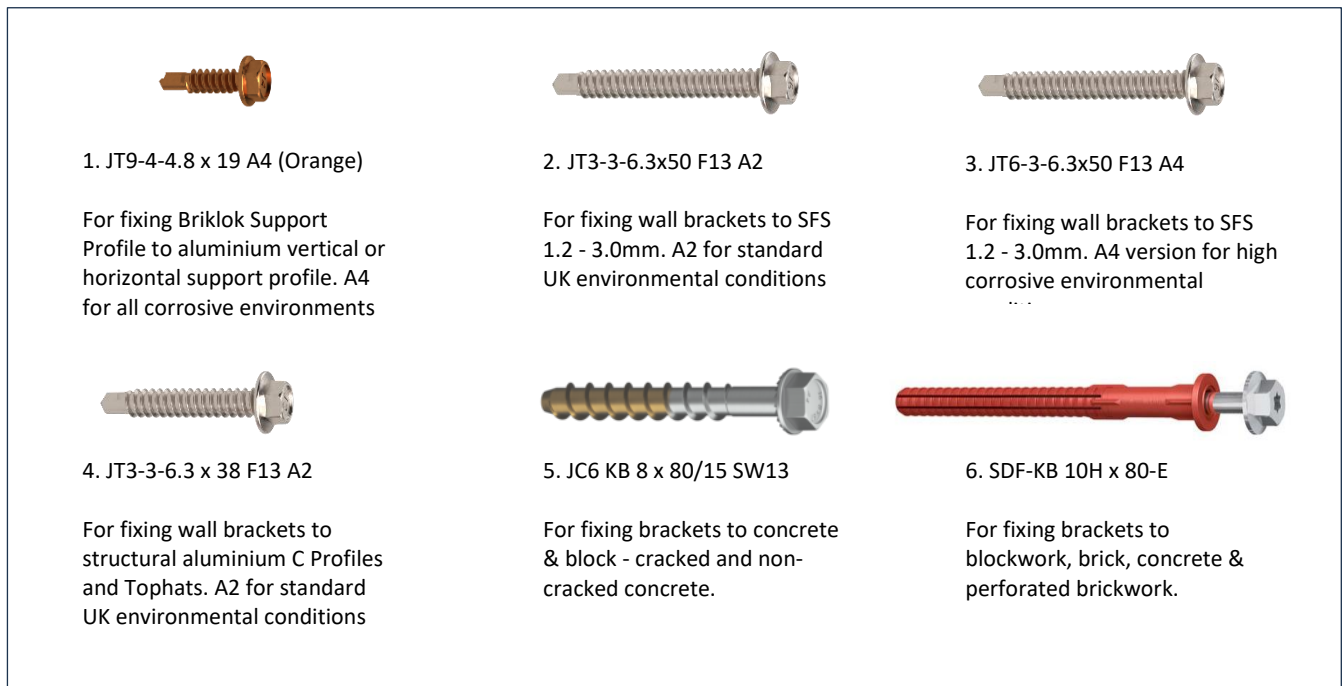 1. JT9-4-4.8 x 19 A4 (Orange)
For fixing Briklok Support
Profile to aluminium vertical or
horizontal support profile. A4
for all corrosive environments
2. JT3-3-6.3x50 F13 A2
For fixing wall brackets to SFS
1.2 - 3.0mm. A2 for standard
UK environmental conditions
3. JT6-3-6.3x50 F13 A4
For fixing wall brackets to SFS
1.2 - 3.0mm. A4 version for high
corrosive environmental
4. JT3-3-6.3 x 38 F13 A2
For fixing wall brackets to
structural aluminium C Profiles
and Tophats. A2 for standard
UK environmental conditions
5. JC6 KB 8 x 80/15 SW13
For fixing brackets to concrete
& block - cracked and non-
cracked concrete.
6. SDF-KB 10H x 80-E
For fixing brackets to
blockwork, brick, concrete &
perforated brickwork.